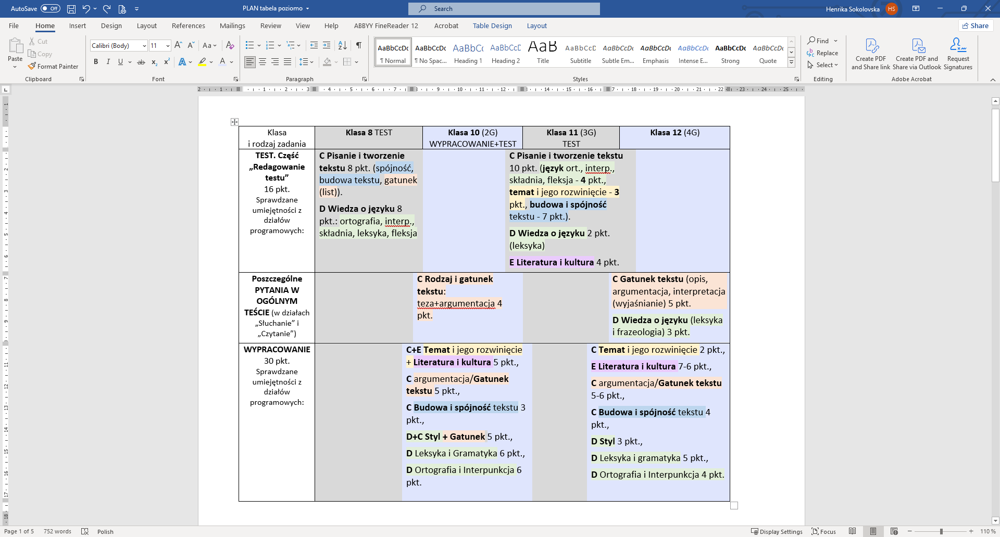 AutoSave Off
PLAN tabela poziomo
Search
Henrika Sokolovska HS
File Home Insert Design Layout References Mailings Review View Help ABBYY FineReader 12 Acrobat Table Design Layout
Share
Paste
Cut
Copy
Format Painter
Clipboard
Calibri (Body) 11
Font
Paragraph
AaBbCcDc AaBbCcDc AaBbCc AaBbCcD AaB AaBbCcD AaBbCcDc AaBbCcDc AaBbCcDc AaBbCcDc AaBbCcDc
¶ Normal ¶ No Spac... Heading 1 Heading 2 Title Subtitle Subtle Em... Emphasis Intense E... Strong Quote
Styles
Find
Replace
Select
Editing
Create PDF and Share link
Create PDF and Share via Outlook
Request Signatures
Adobe Acrobat
Klasa
i rodzaj zadania
Klasa 8 TEST
Klasa 10 (2G)
WYPRACOWANIE+TEST
Klasa 11 (3G)
TEST
Klasa 12 (4G)
TEST. Część
„Redagowanie
testu”
16 pkt.
Sprawdzane
umiejętności z
działów
programowych:
C Pisanie i tworzenie
tekstu 8 pkt. (spójność,
budowa tekstu, gatunek
(list)).
D Wiedza o języku 8
pkt.: ortografia, interp.,
składnia, leksyka, fleksja
C Pisanie i tworzenie tekstu
10 pkt. (język ort., interp.,
składnia, fleksja - 4 pkt.,
temat i jego rozwinięcie - 3
pkt., budowa i spójność
tekstu - 7 pkt.).
D Wiedza o języku 2 pkt.
(leksyka)
E Literatura i kultura 4 pkt.
Poszczególne
PYTANIA W
OGÓLNYM
TEŚCIE (w działach
„Słuchanie” i
„Czytanie”)
C Rodzaj i gatunek
tekstu:
teza+argumentacja 4
pkt.
C Gatunek tekstu (opis,
argumentacja, interpretacja
(wyjaśnianie) 5 pkt.
D Wiedza o języku (leksyka
i frazeologia) 3 pkt.
WYPRACOWANIE
30 pkt.
Sprawdzane
umiejętności z
działów
programowych:
C+E Temat i jego rozwinięcie
+ Literatura i kultura 5 pkt.,
C argumentacja/Gatunek
tekstu 5 pkt.,
C Budowa i spójność tekstu 3
pkt.,
D+C Styl + Gatunek 5 pkt.,
D Leksyka i Gramatyka 6 pkt.,
D Ortografia i Interpunkcja 6
pkt.
C Temat i jego rozwinięcie 2 pkt.,
E Literatura i kultura 7-6 pkt.,
C argumentacja/Gatunek tekstu
5-6 pkt.,
C Budowa i spójność tekstu 4
pkt.,
D Styl 3 pkt.,
D Leksyka i gramatyka 5 pkt.,
D Ortografia i Interpunkcja 4 pkt.
Page 1 of 5 752 words Polish
Display Settings Focus 110 %